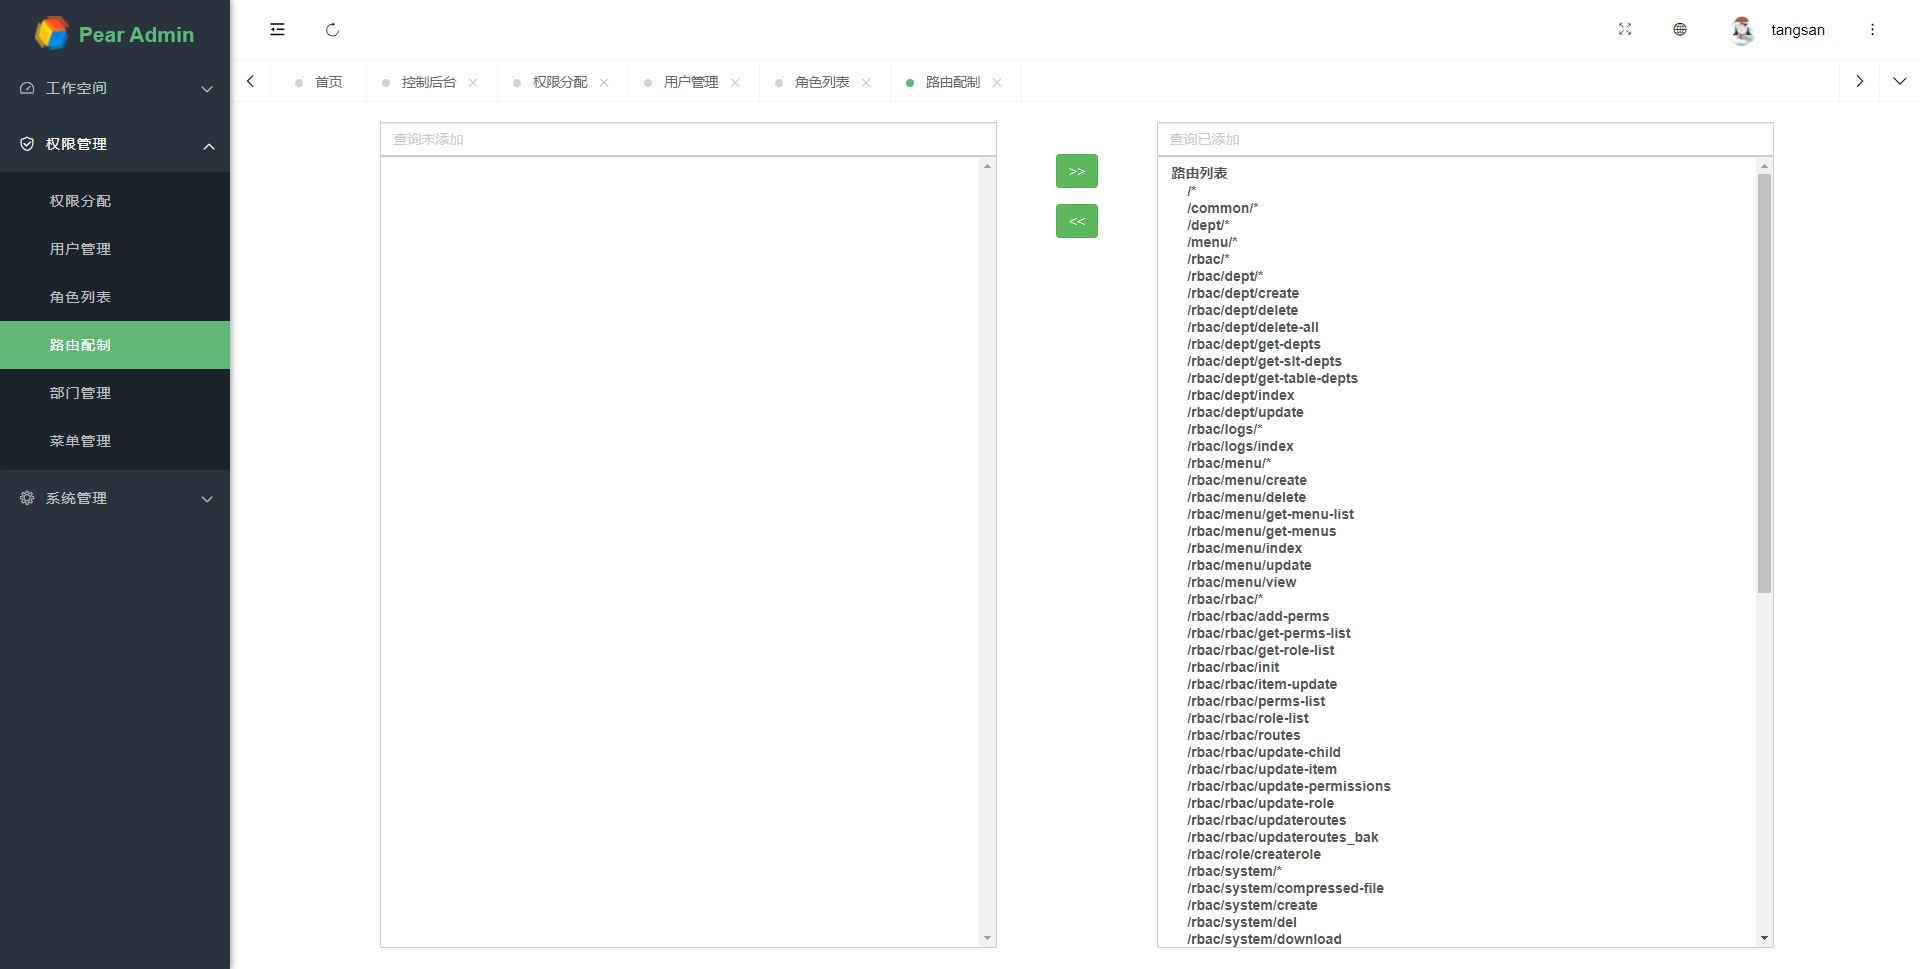 Pear Admin
工作空间
权限管理
权限分配
用户管理
角色列表
路由配制
部门管理
菜单管理
系统管理
tangsan
首页 控制后台 权限分配 用户管理 角色列表 路由配制
查询未添加
>>
<<
查询已添加
路由列表
/*
/common/*
/dept/*
/menu/*
/rbac/*
/rbac/dept/*
/rbac/dept/create
/rbac/dept/delete
/rbac/dept/delete-all
/rbac/dept/get-depts
/rbac/dept/get-slt-depts
/rbac/dept/get-table-depts
/rbac/dept/index
/rbac/dept/update
/rbac/logs/*
/rbac/logs/index
/rbac/menu/*
/rbac/menu/create
/rbac/menu/delete
/rbac/menu/get-menu-list
/rbac/menu/get-menus
/rbac/menu/index
/rbac/menu/update
/rbac/menu/view
/rbac/rbac/*
/rbac/rbac/add-perms
/rbac/rbac/get-perms-list
/rbac/rbac/get-role-list
/rbac/rbac/init
/rbac/rbac/item-update
/rbac/rbac/perms-list
/rbac/rbac/role-list
/rbac/rbac/routes
/rbac/rbac/update-child
/rbac/rbac/update-item
/rbac/rbac/update-permissions
/rbac/rbac/update-role
/rbac/rbac/updateroutes
/rbac/rbac/updateroutes_bak
/rbac/role/createrole
/rbac/system/*
/rbac/system/compressed-file
/rbac/system/create
/rbac/system/del
/rbac/system/download